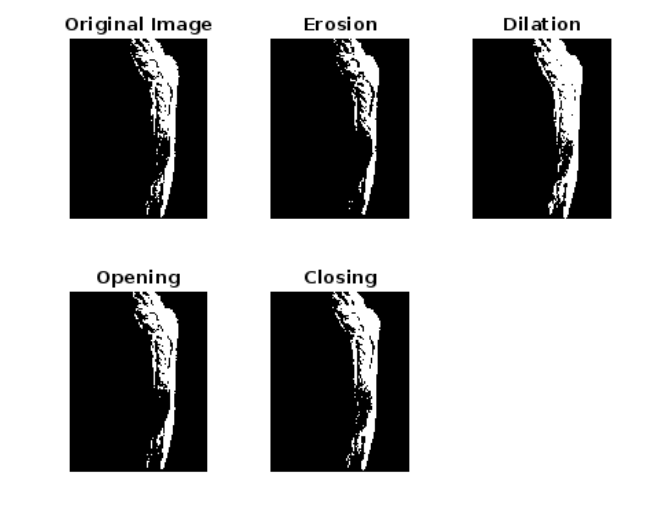 Original Image
Erosion
Dilation
Opening
Closing